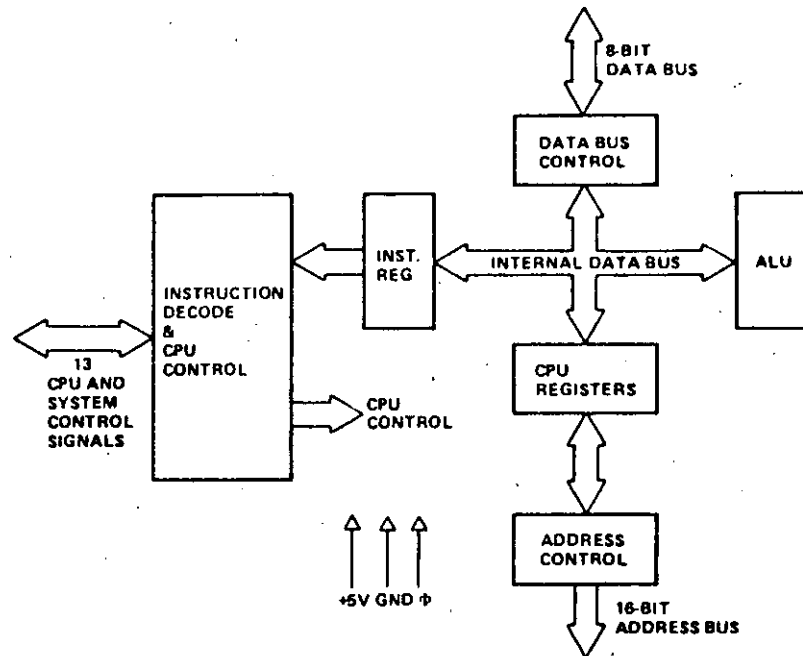 8-BIT
DATA BUS
DATA BUS
CONTROL
INSTRUCTION
DECODE
&
CPU
CONTROL
INST.
REG
INTERNAL DATA BUS
ALU
13
CPU AND
SYSTEM
CONTROL
SIGNALS
CPU
CONTROL
CPU
REGISTERS
ADDRESS
CONTROL
+5V GND Φ
16-BIT
ADDRESS BUS